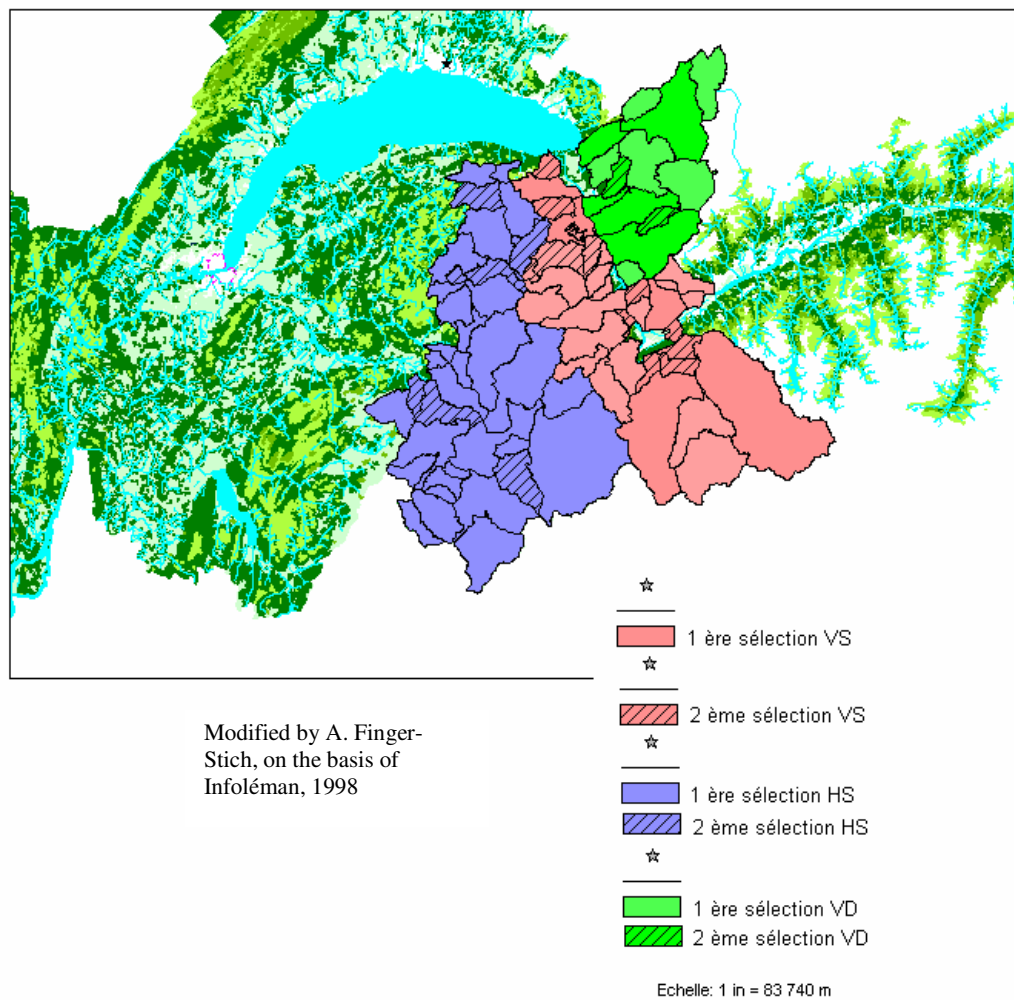 1 ère sélection VS
2 ème sélection VS
Modified by A. Finger-
Stich, on the basis of
Infoléman, 1998
1 ère sélection HS
2 ème sélection HS
1 ère sélection VD
2 ème sélection VD
Echelle: 1 in = 83 740 m